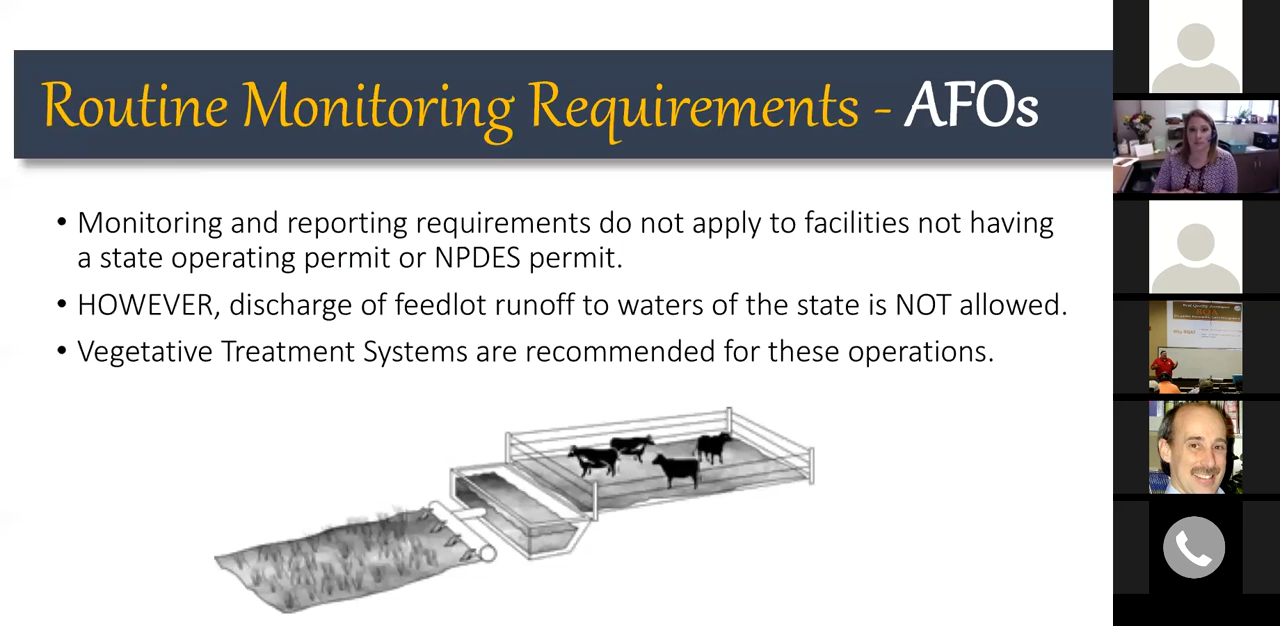 Routine Monitoring Requirements - AFOs
• Monitoring and reporting requirements do not apply to facilities not having
a state operating permit or NPDES permit.
• HOWEVER, discharge of feedlot runoff to waters of the state is NOT allowed.
• Vegetative Treatment Systems are recommended for these operations.